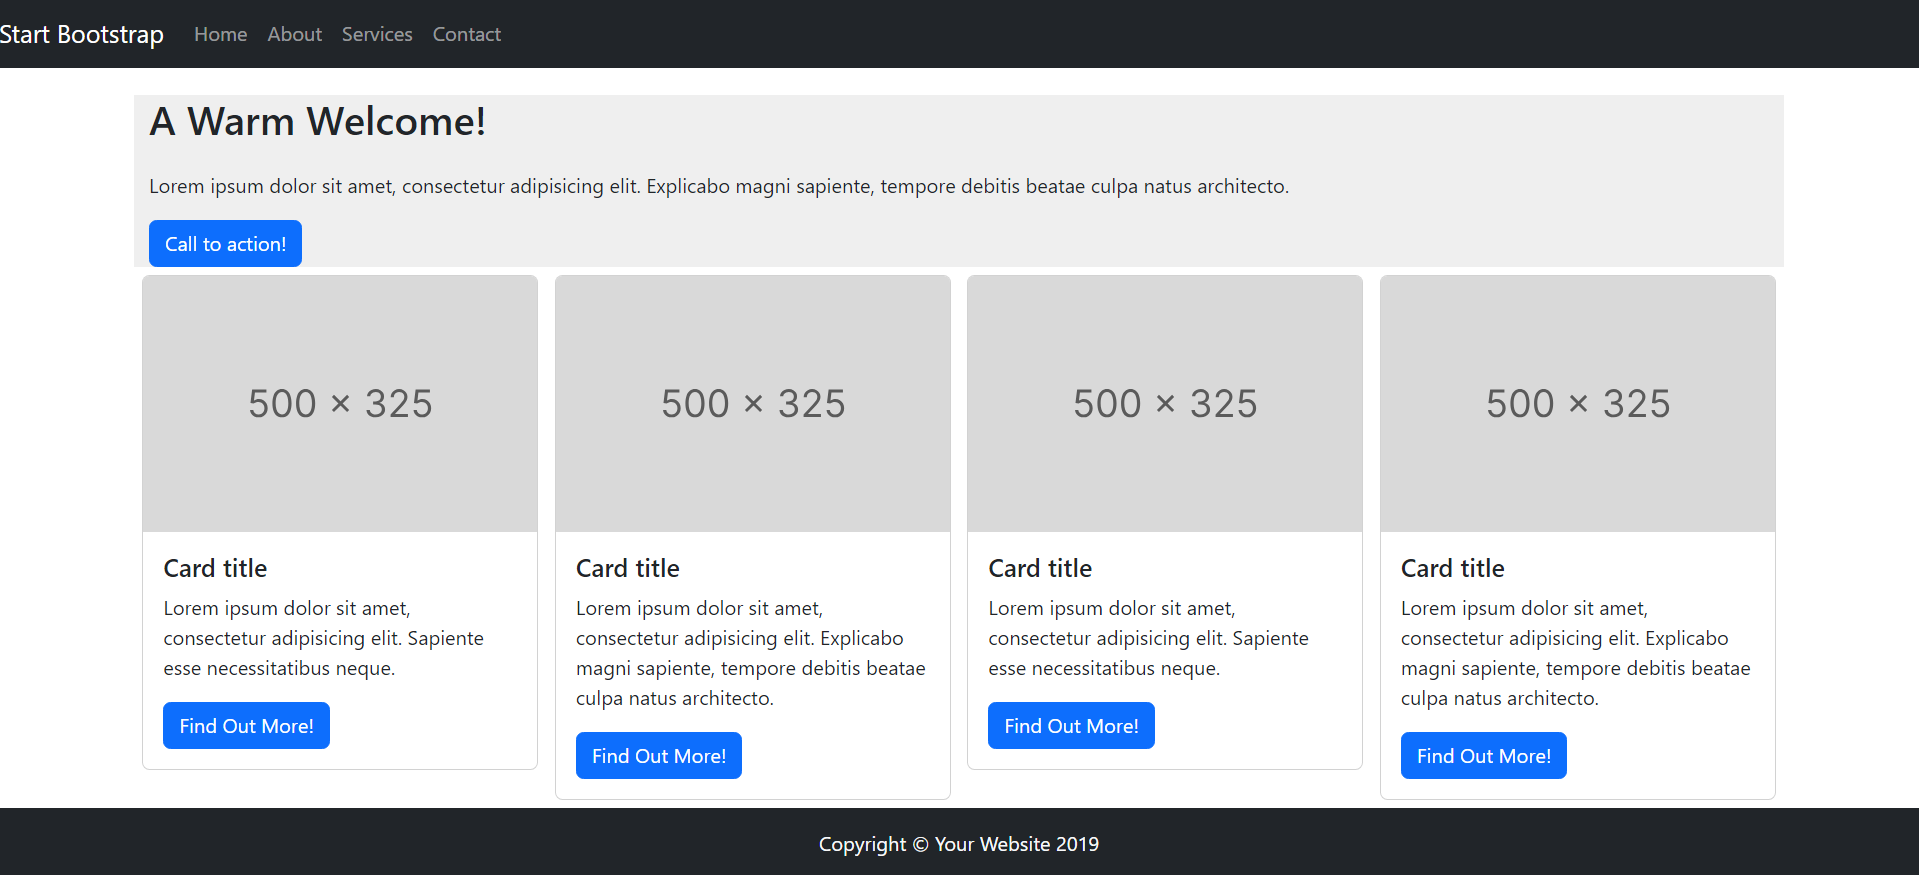 Start Bootstrap Home About Services Contact
A Warm Welcome!
Lorem ipsum dolor sit amet, consectetur adipisicing elit. Explicabo magni sapiente, tempore debitis beatae culpa natus architecto.
Call to action!
500 × 325
Card title
Lorem ipsum dolor sit amet,
consectetur adipisicing elit. Sapiente
esse necessitatibus neque.
Find Out More!
500 × 325
Card title
Lorem ipsum dolor sit amet,
consectetur adipisicing elit. Explicabo
magni sapiente, tempore debitis beatae
culpa natus architecto.
Find Out More!
500 × 325
Card title
Lorem ipsum dolor sit amet,
consectetur adipisicing elit. Sapiente
esse necessitatibus neque.
Find Out More!
500 × 325
Card title
Lorem ipsum dolor sit amet,
consectetur adipisicing elit. Explicabo
magni sapiente, tempore debitis beatae
culpa natus architecto.
Find Out More!
Copyright © Your Website 2019